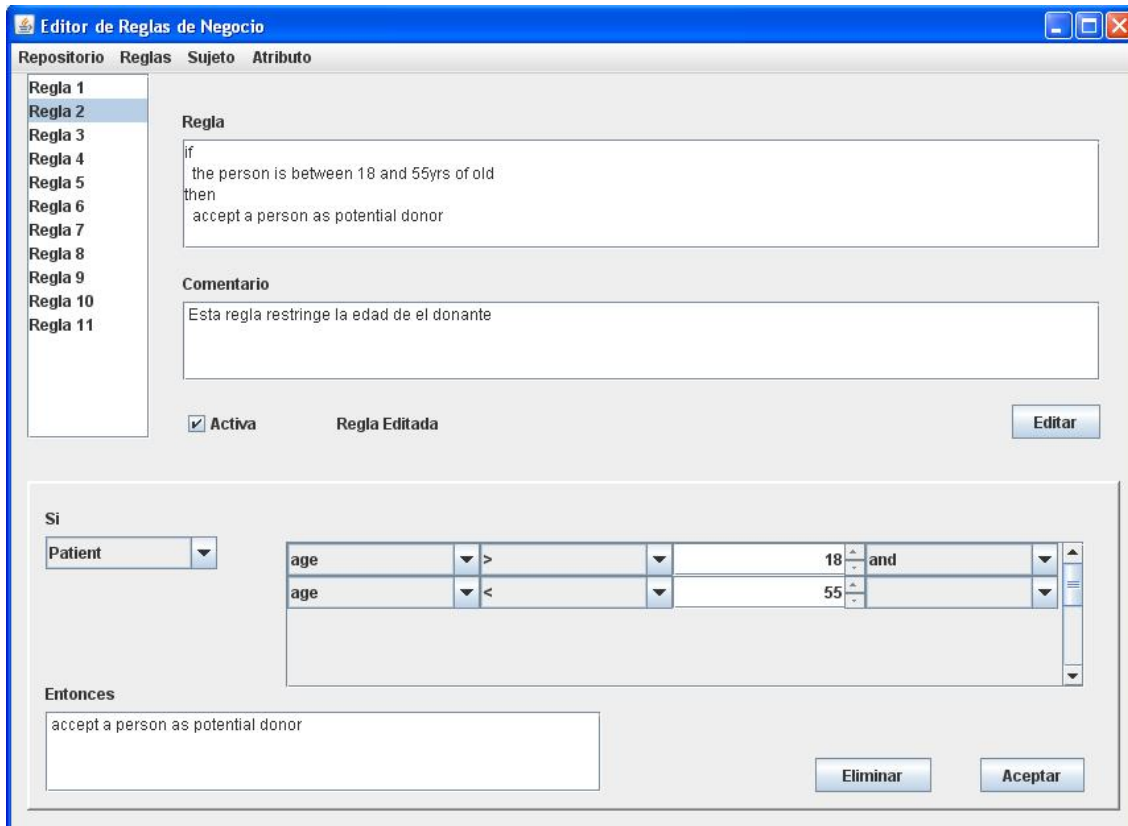 Editor de Reglas de Negocio
Repositorio Reglas Sujeto Atributo
Regla 1
Regla 2
Regla 3
Regla 4
Regla 5
Regla 6
Regla 7
Regla 8
Regla 9
Regla 10
Regla 11
Regla
if
the person is between 18 and 55yrs of old
then
accept a person as potential donor
Comentario
Esta regla restringe la edad de el donante
Activa Regla Editada Editar
Si
Patient
age > 18 and
age < 55
Entonces
accept a person as potential donor
Eliminar Aceptar